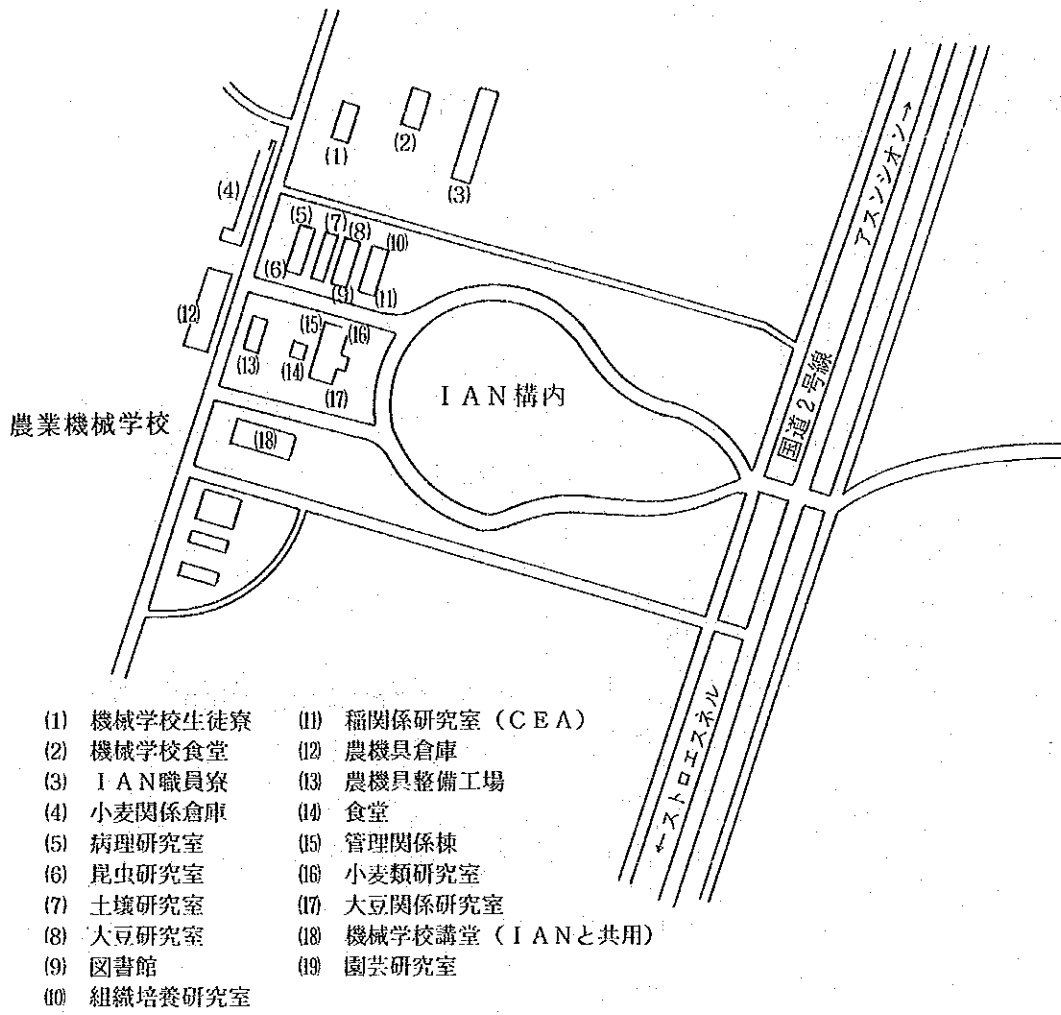 (1)
(2)
(3)
(4)
(5)
(7)
(8)
(10)
(6)
(9)
(11)
(12)
(13)
(14)
(15)
(16)
(17)
(18)
アスンシオン→
国道2号線
IAN構内
農業機械学校
←ストロエスネル
(1) 機械学校生徒寮
(2) 機械学校食堂
(3) IAN職員寮
(4) 小麦関係倉庫
(5) 病理研究室
(6) 昆虫研究室
(7) 土壌研究室
(8) 大豆研究室
(9) 図書館
(10) 組織培養研究室
(11) 稲関係研究室(CEA)
(12) 農機具倉庫
(13) 農機具整備工場
(14) 食堂
(15) 管理関係棟
(16) 小麦類研究室
(17) 大豆関係研究室
(18) 機械学校講堂(IANと共用)
(19) 園芸研究室